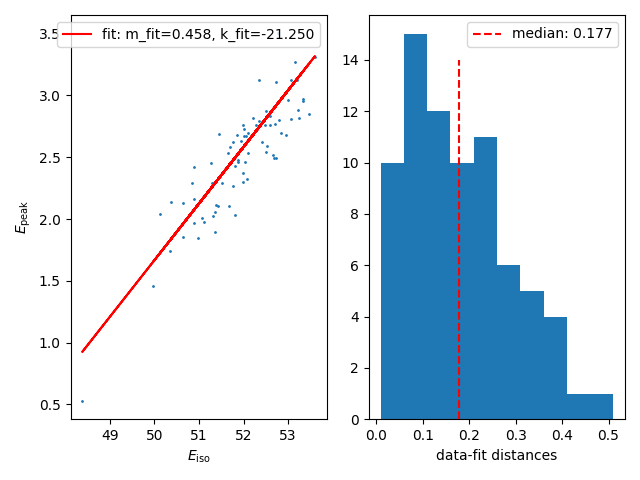 fit: m_fit=0.458, k_fit=-21.250
3.5
3.0
2.5
2.0
1.5
1.0
0.5
E_peak
49 50 51 52 53
E_iso
median: 0.177
14
12
10
8
6
4
2
0
0.0 0.1 0.2 0.3 0.4 0.5
data-fit distances